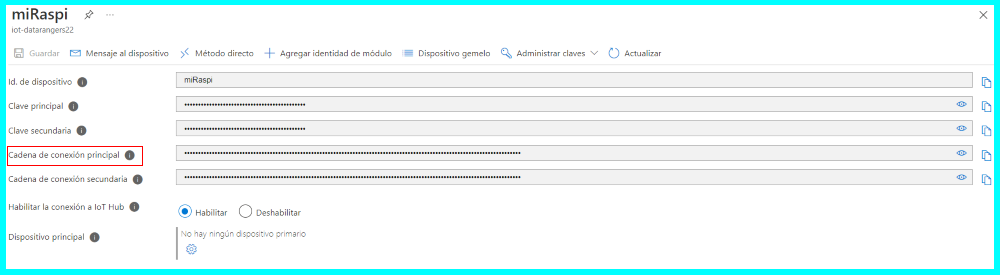 miRaspi
iot-datarangers22
Guardar Mensaje al dispositivo Método directo Agregar identidad de módulo Dispositivo gemelo Administrar claves Actualizar
Id. de dispositivo miRaspi
Clave principal ••••••••••••••••••••••••••••••••••••••••••••
Clave secundaria ••••••••••••••••••••••••••••••••••••••••••••
Cadena de conexión principal
Cadena de conexión secundaria
Habilitar la conexión a IoT Hub Habilitar Deshabilitar
Dispositivo principal No hay ningún dispositivo primario